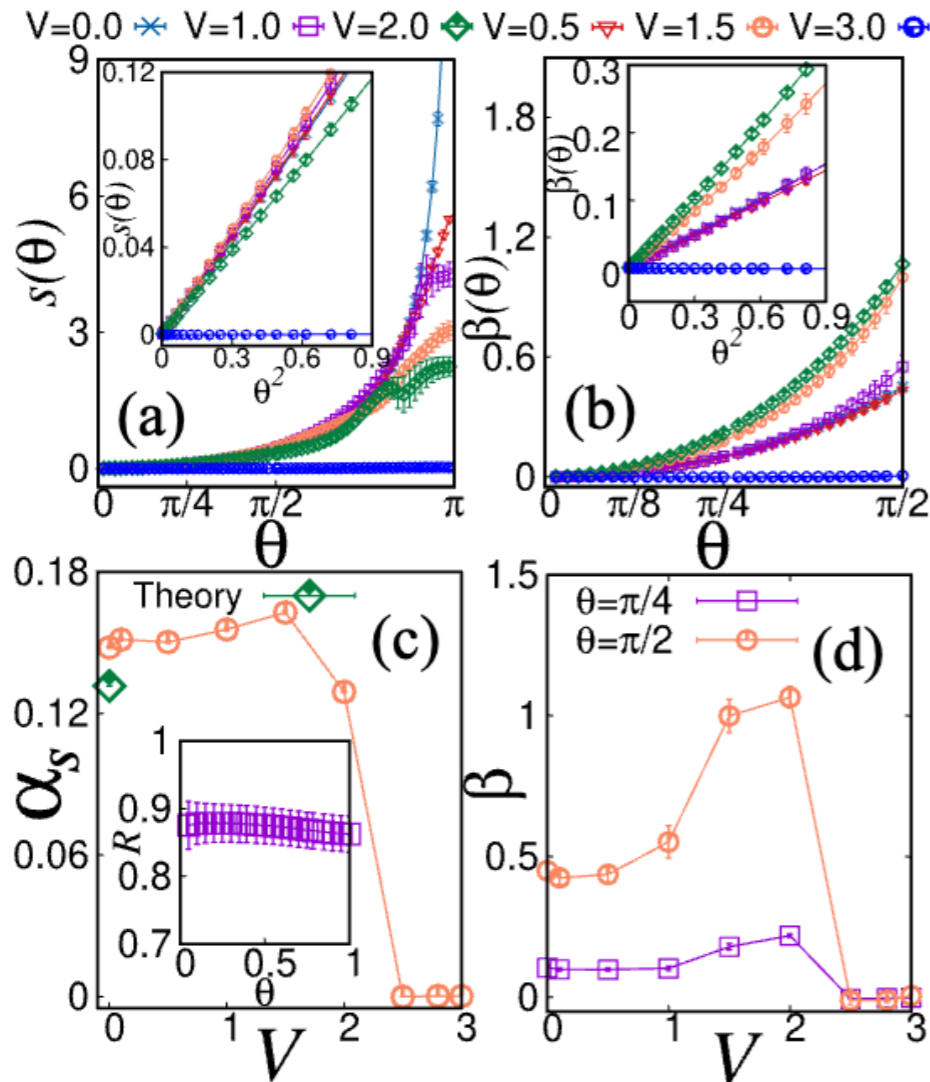 V=0.0 V=1.0 V=2.0 V=0.5 V=1.5 V=3.0
9
6
3
0
s(θ)
0 π/4 π/2 π
θ
0.12
0.08
0.04
0
s(θ)
0 0.3 0.6 0.9
θ²
(a)
1.8
1.2
0.6
0
β(θ)
0 π/8 π/4 π/2
θ
0.3
0.2
0.1
0
β(θ)
0 0.3 0.6 0.9
θ²
(b)
0.18
0.12
0.06
0
αs
0 1 2 3
V
Theory
(c)
1
0.9
0.8
0.7
R
0 0.5 1
θ
1.5
1
0.5
0
β
0 1 2 3
V
θ=π/4
θ=π/2
(d)